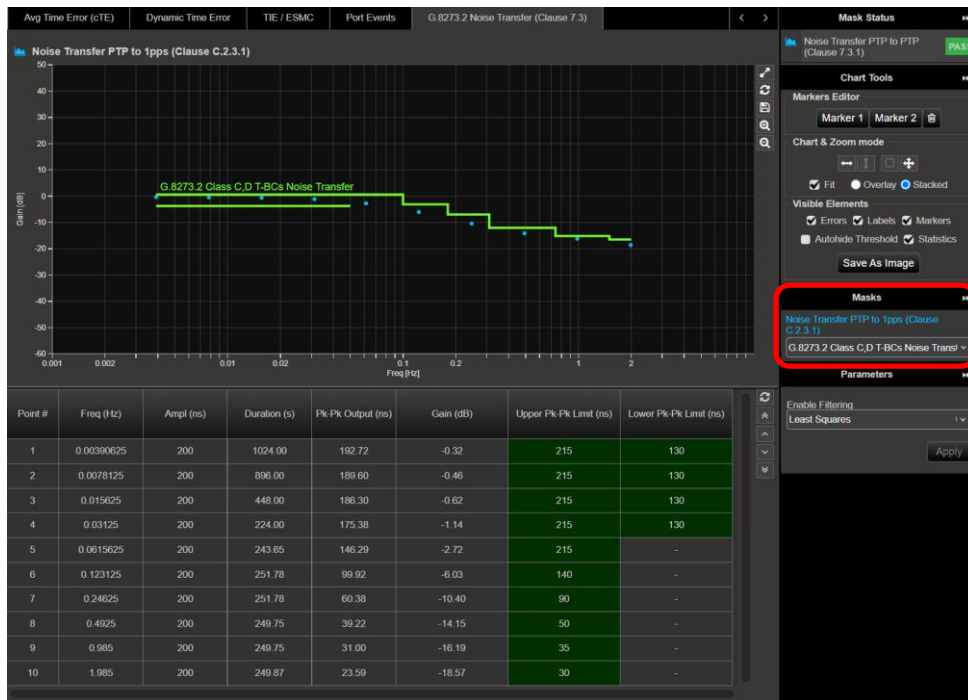 Avg Time Error (cTE) Dynamic Time Error TIE / ESMC Port Events G.8273.2 Noise Transfer (Clause 7.3)
Noise Transfer PTP to 1pps (Clause C.2.3.1)
50
40
30
20
10
0
-10
-20
-30
-40
-50
-60
Gain [dB]
G.8273.2 Class C,D T-BCs Noise Transfer
0.001 0.002 0.01 0.02 0.1 0.2 1 2
Freq [Hz]
Point # Freq (Hz) Ampl (ns) Duration (s) Pk-Pk Output (ns) Gain (dB) Upper Pk-Pk Limit (ns) Lower Pk-Pk Limit (ns)
1 0.00390625 200 1024.00 192.72 -0.32 215 130
2 0.0078125 200 896.00 189.60 -0.46 215 130
3 0.015625 200 448.00 186.30 -0.62 215 130
4 0.03125 200 224.00 175.38 -1.14 215 130
5 0.0615625 200 243.65 146.29 -2.72 215 -
6 0.123125 200 251.78 99.92 -6.03 140 -
7 0.24625 200 251.78 60.38 -10.40 90 -
8 0.4925 200 249.75 39.22 -14.15 50 -
9 0.985 200 249.75 31.00 -16.19 35 -
10 1.985 200 249.87 23.59 -18.57 30 -
Mask Status
Noise Transfer PTP to PTP
(Clause 7.3.1)
PASS
Chart Tools
Markers Editor
Marker 1 Marker 2
Chart & Zoom mode
Fit Overlay Stacked
Visible Elements
Errors Labels Markers
Autohide Threshold Statistics
Save As Image
Masks
Noise Transfer PTP to 1pps (Clause
C.2.3.1)
G.8273.2 Class C,D T-BCs Noise Transf
Parameters
Enable Filtering
Least Squares
Apply